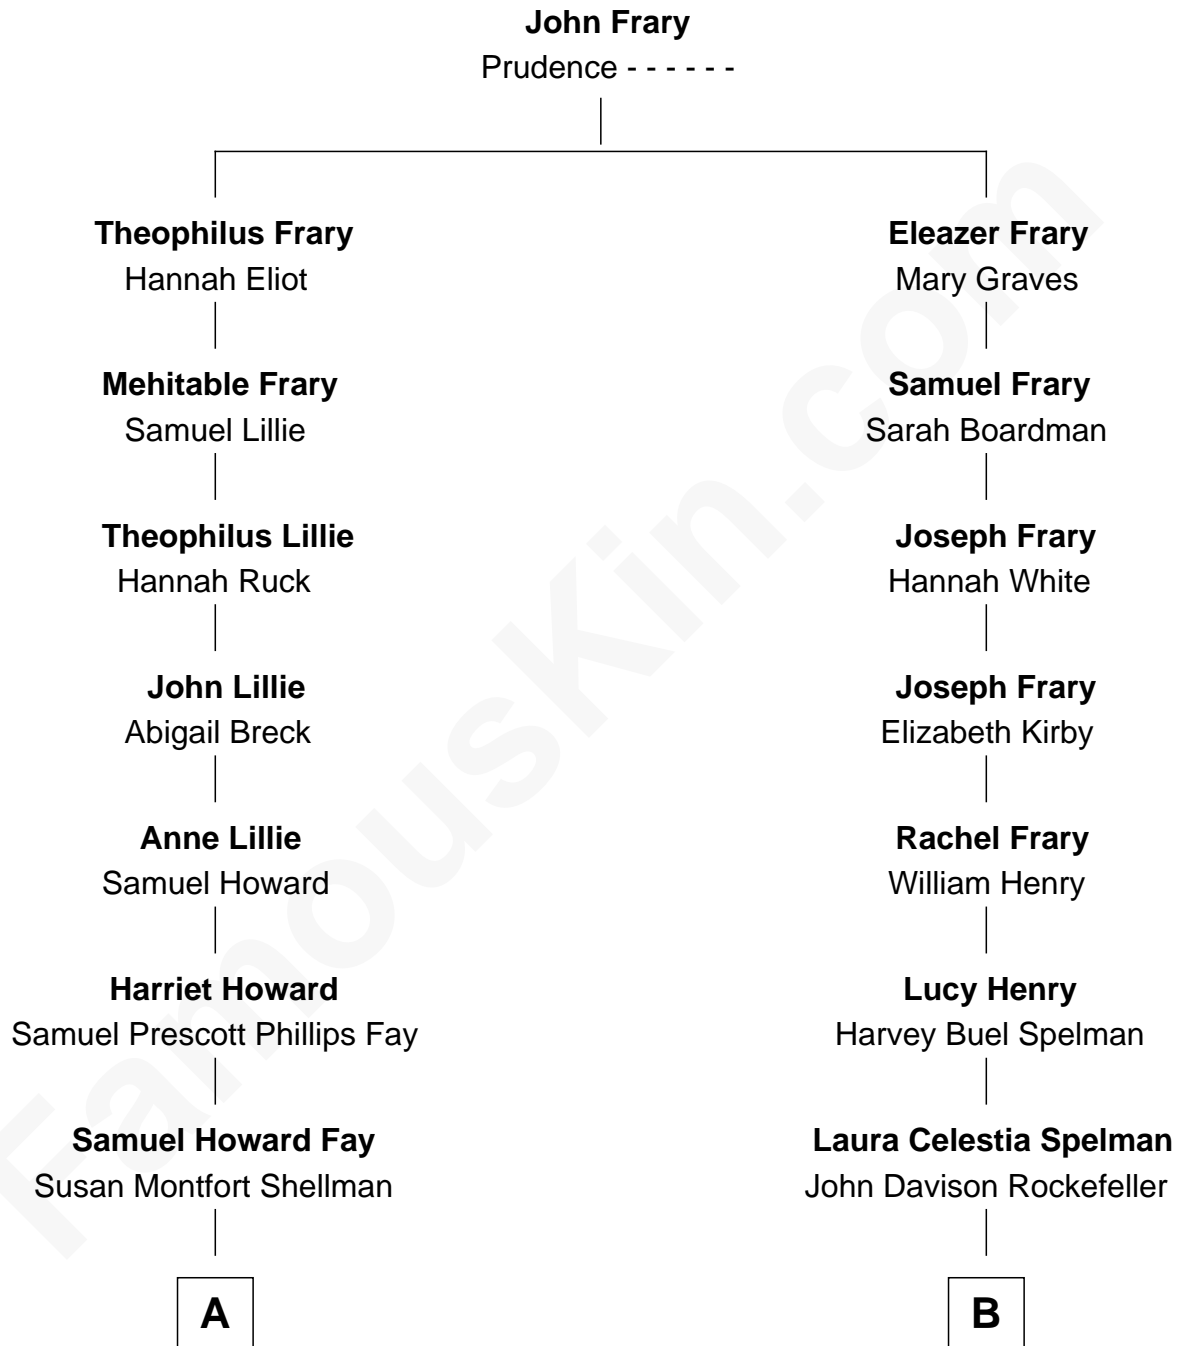 John Frary
Prudence - - - - - -
Theophilus Frary
Hannah Eliot
Mehitable Frary
Samuel Lillie
Theophilus Lillie
Hannah Ruck
John Lillie
Abigail Breck
Anne Lillie
Samuel Howard
Harriet Howard
Samuel Prescott Phillips Fay
Samuel Howard Fay
Susan Montfort Shellman
A
Eleazer Frary
Mary Graves
Samuel Frary
Sarah Boardman
Joseph Frary
Hannah White
Joseph Frary
Elizabeth Kirby
Rachel Frary
William Henry
Lucy Henry
Harvey Buel Spelman
Laura Celestia Spelman
John Davison Rockefeller
B
FamousKin.com